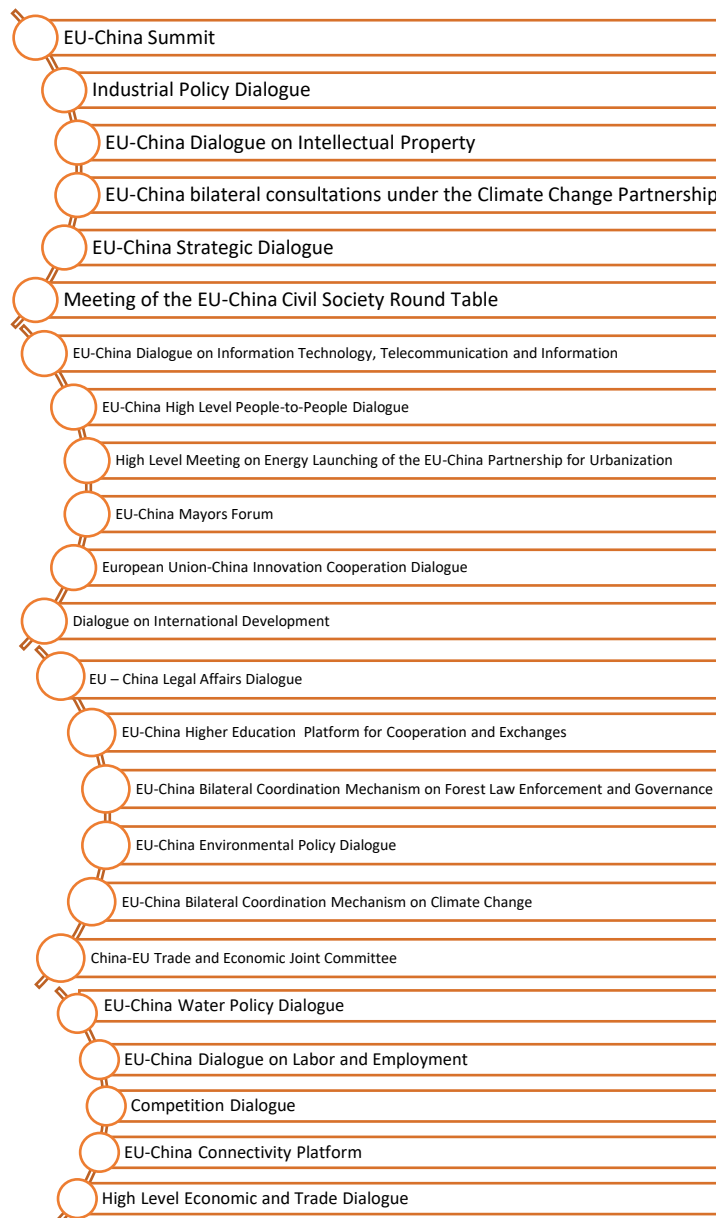 EU-China Summit
Industrial Policy Dialogue
EU-China Dialogue on Intellectual Property
EU-China bilateral consultations under the Climate Change Partnership
EU-China Strategic Dialogue
Meeting of the EU-China Civil Society Round Table
EU-China Dialogue on Information Technology, Telecommunication and Information
EU-China High Level People-to-People Dialogue
High Level Meeting on Energy Launching of the EU-China Partnership for Urbanization
EU-China Mayors Forum
European Union-China Innovation Cooperation Dialogue
Dialogue on International Development
EU – China Legal Affairs Dialogue
EU-China Higher Education  Platform for Cooperation and Exchanges
EU-China Bilateral Coordination Mechanism on Forest Law Enforcement and Governance
EU-China Environmental Policy Dialogue
EU-China Bilateral Coordination Mechanism on Climate Change
China-EU Trade and Economic Joint Committee
EU-China Water Policy Dialogue
EU-China Dialogue on Labor and Employment
Competition Dialogue
EU-China Connectivity Platform
High Level Economic and Trade Dialogue